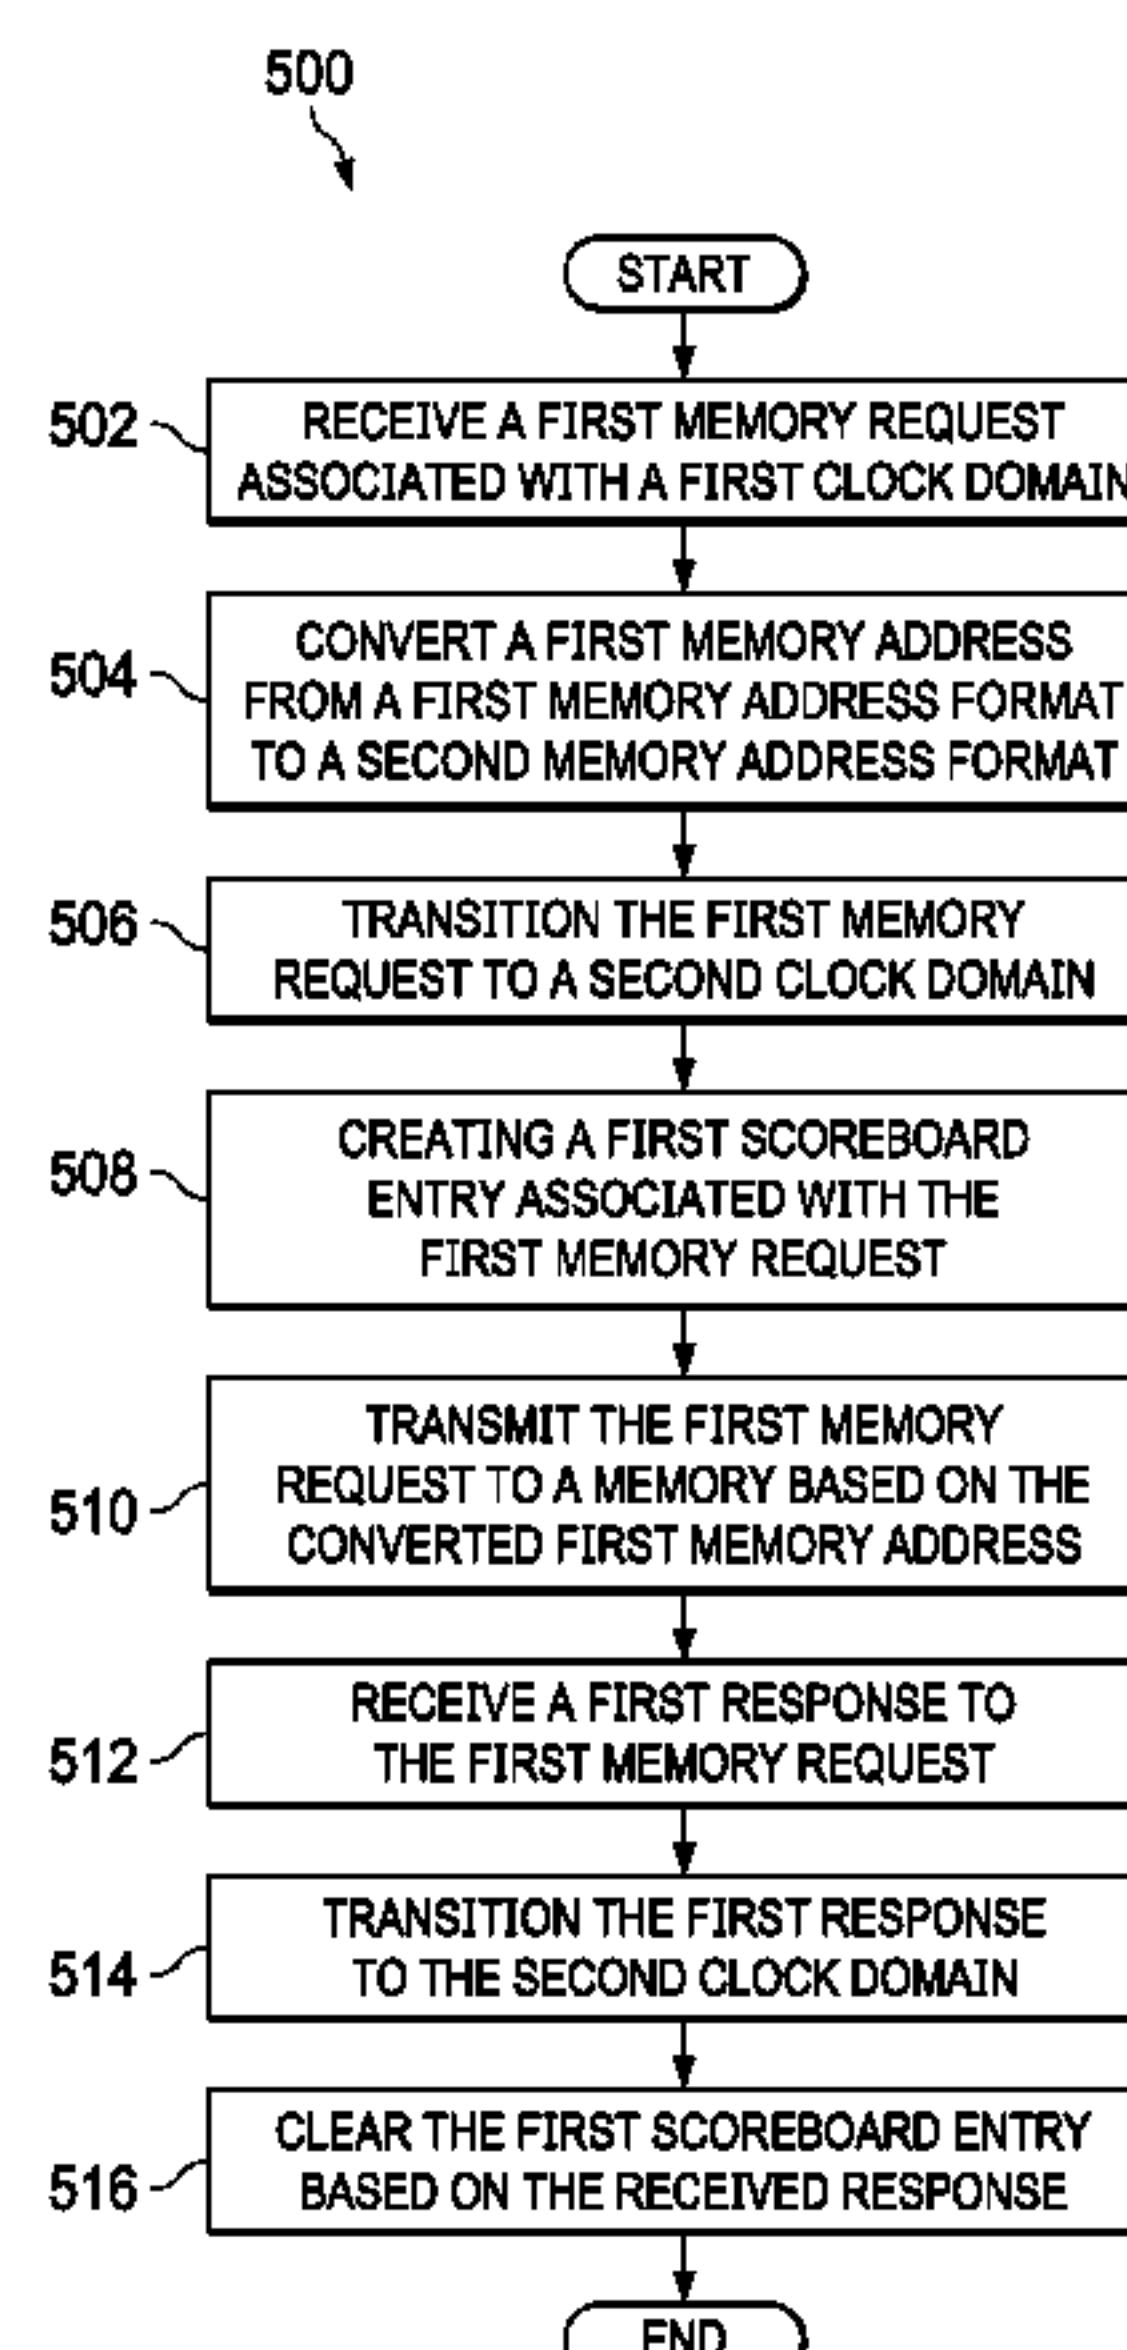 500
START
502
RECEIVE A FIRST MEMORY REQUEST
ASSOCIATED WITH A FIRST CLOCK DOMAIN
504
CONVERT A FIRST MEMORY ADDRESS
FROM A FIRST MEMORY ADDRESS FORMAT
TO A SECOND MEMORY ADDRESS FORMAT
506
TRANSITION THE FIRST MEMORY
REQUEST TO A SECOND CLOCK DOMAIN
508
CREATING A FIRST SCOREBOARD
ENTRY ASSOCIATED WITH THE
FIRST MEMORY REQUEST
510
TRANSMIT THE FIRST MEMORY
REQUEST TO A MEMORY BASED ON THE
CONVERTED FIRST MEMORY ADDRESS
512
RECEIVE A FIRST RESPONSE TO
THE FIRST MEMORY REQUEST
514
TRANSITION THE FIRST RESPONSE
TO THE SECOND CLOCK DOMAIN
516
CLEAR THE FIRST SCOREBOARD ENTRY
BASED ON THE RECEIVED RESPONSE
END